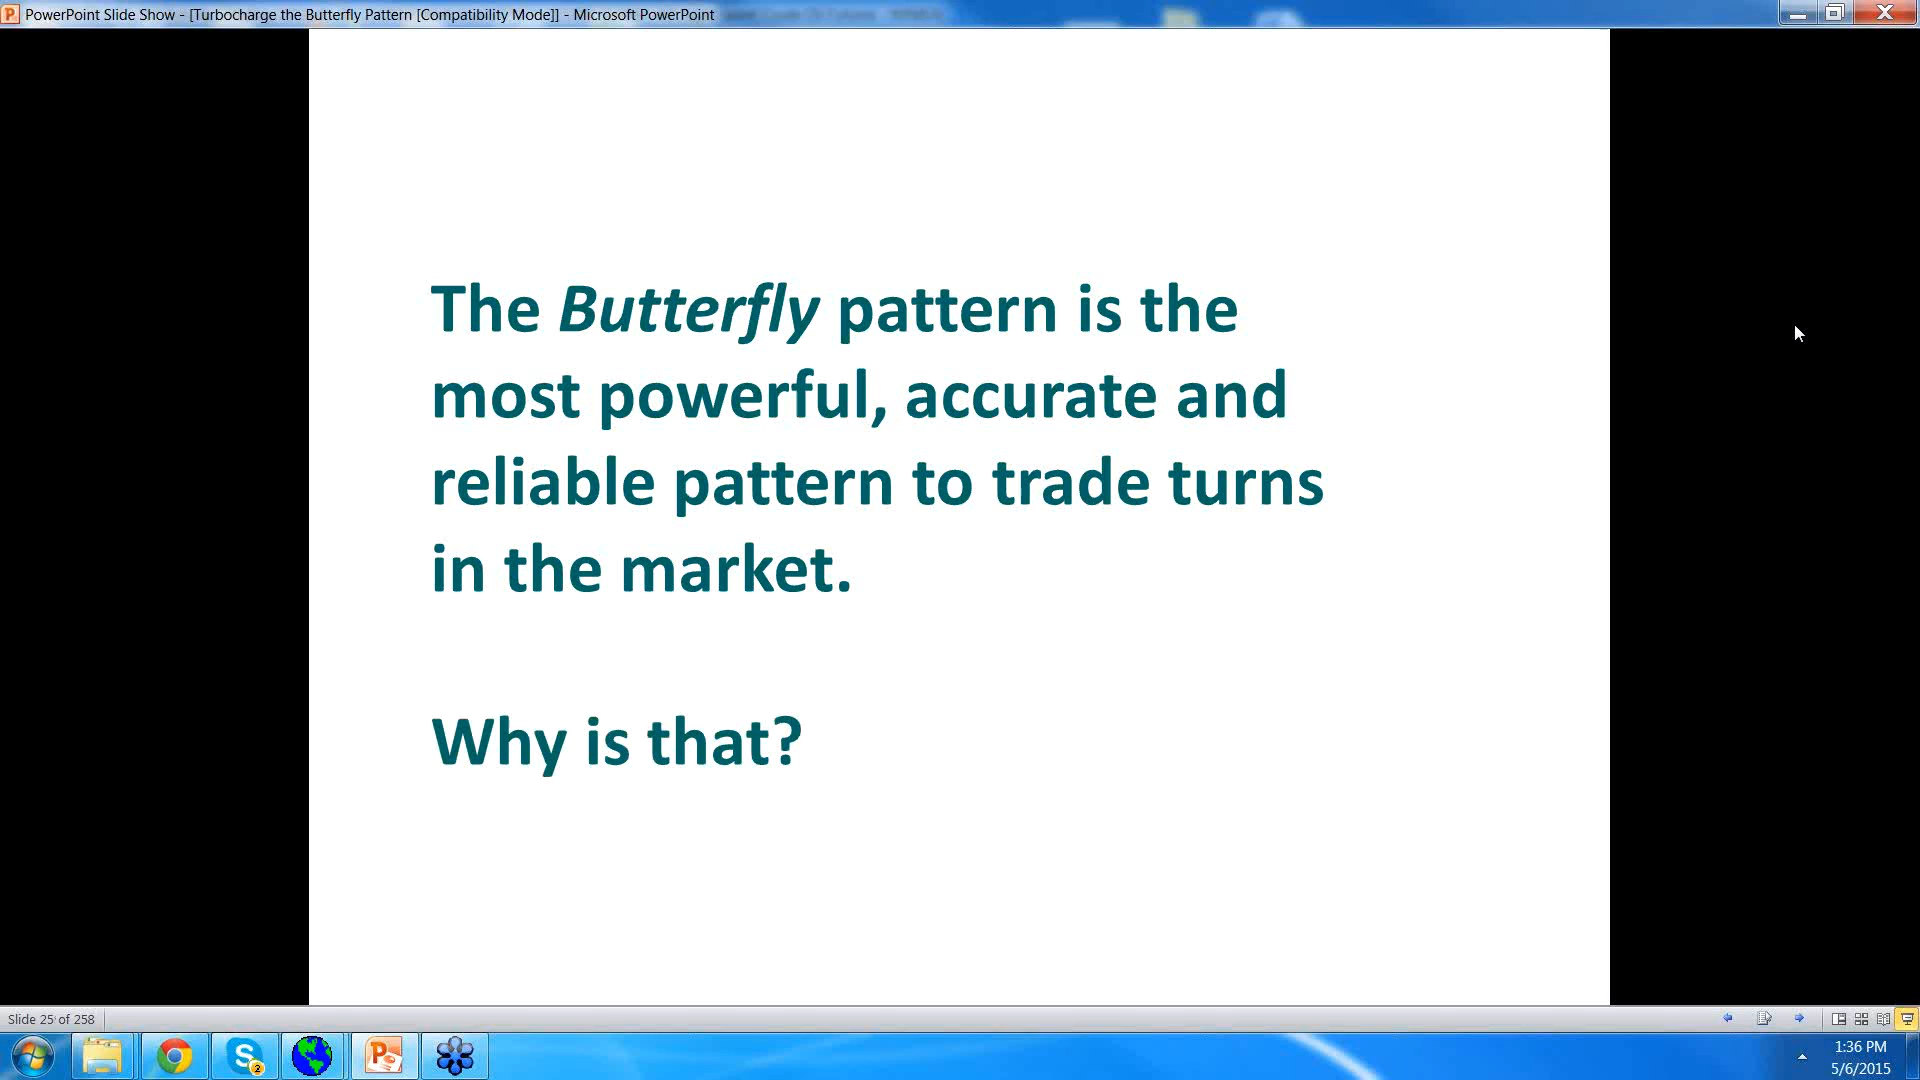 PowerPoint Slide Show - [Turbocharge the Butterfly Pattern [Compatibility Mode]] - Microsoft PowerPoint
The Butterfly pattern is the
most powerful, accurate and
reliable pattern to trade turns
in the market.
Why is that?
Slide 25 of 258
2
1:36 PM
5/6/2015